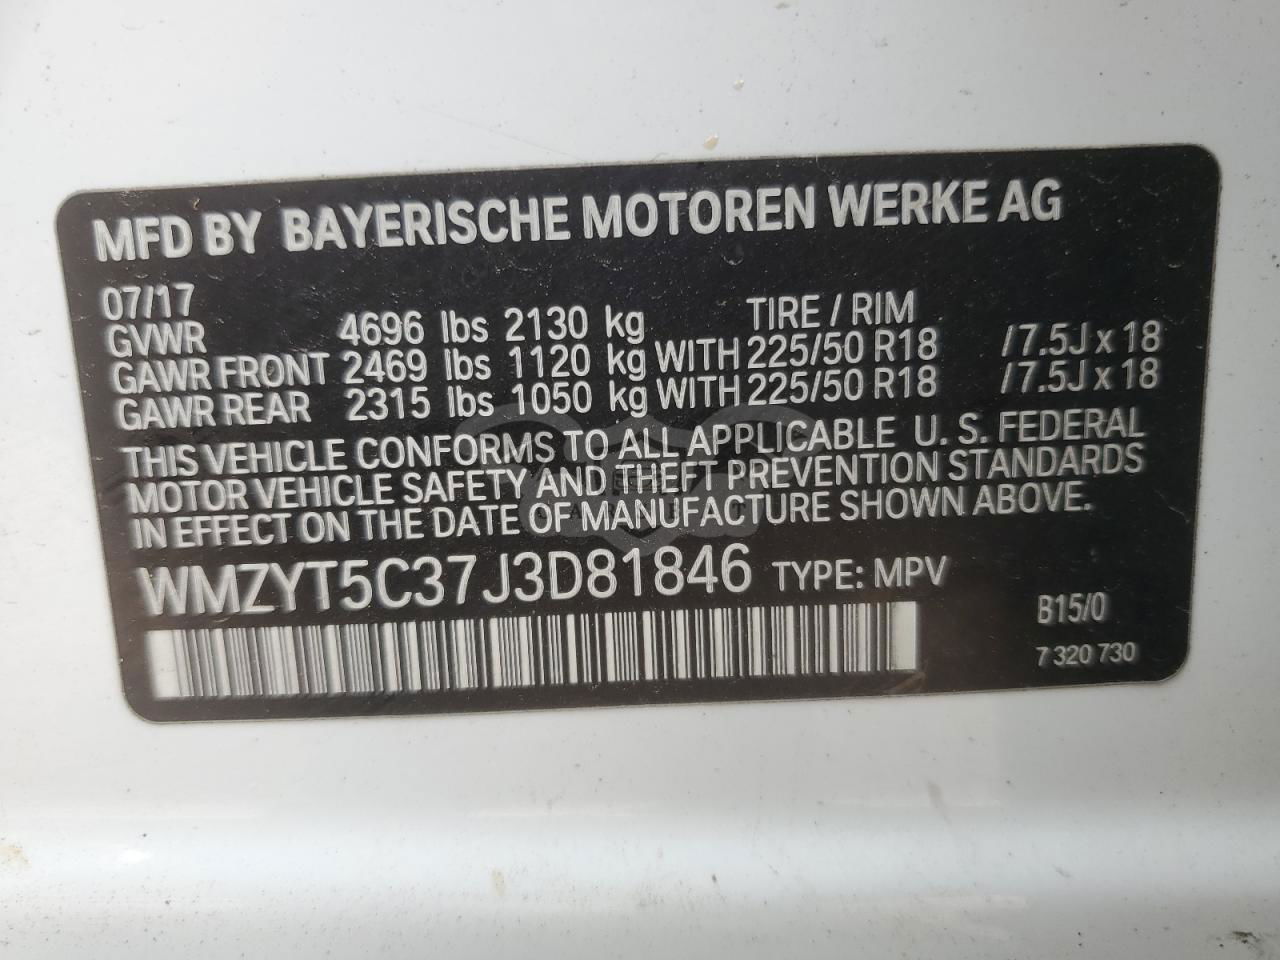 MFD BY BAYERISCHE MOTOREN WERKE AG
07/17 TIRE / RIM
GVWR 4696 lbs 2130 kg
GAWR FRONT 2469 lbs 1120 kg WITH 225/50 R18 /7.5J x 18
GAWR REAR 2315 lbs 1050 kg WITH 225/50 R18 /7.5J x 18
THIS VEHICLE CONFORMS TO ALL APPLICABLE U. S. FEDERAL
MOTOR VEHICLE SAFETY AND THEFT PREVENTION STANDARDS
IN EFFECT ON THE DATE OF MANUFACTURE SHOWN ABOVE.
WMZYT5C37J3D81846 TYPE: MPV
B15/0
7 320 730